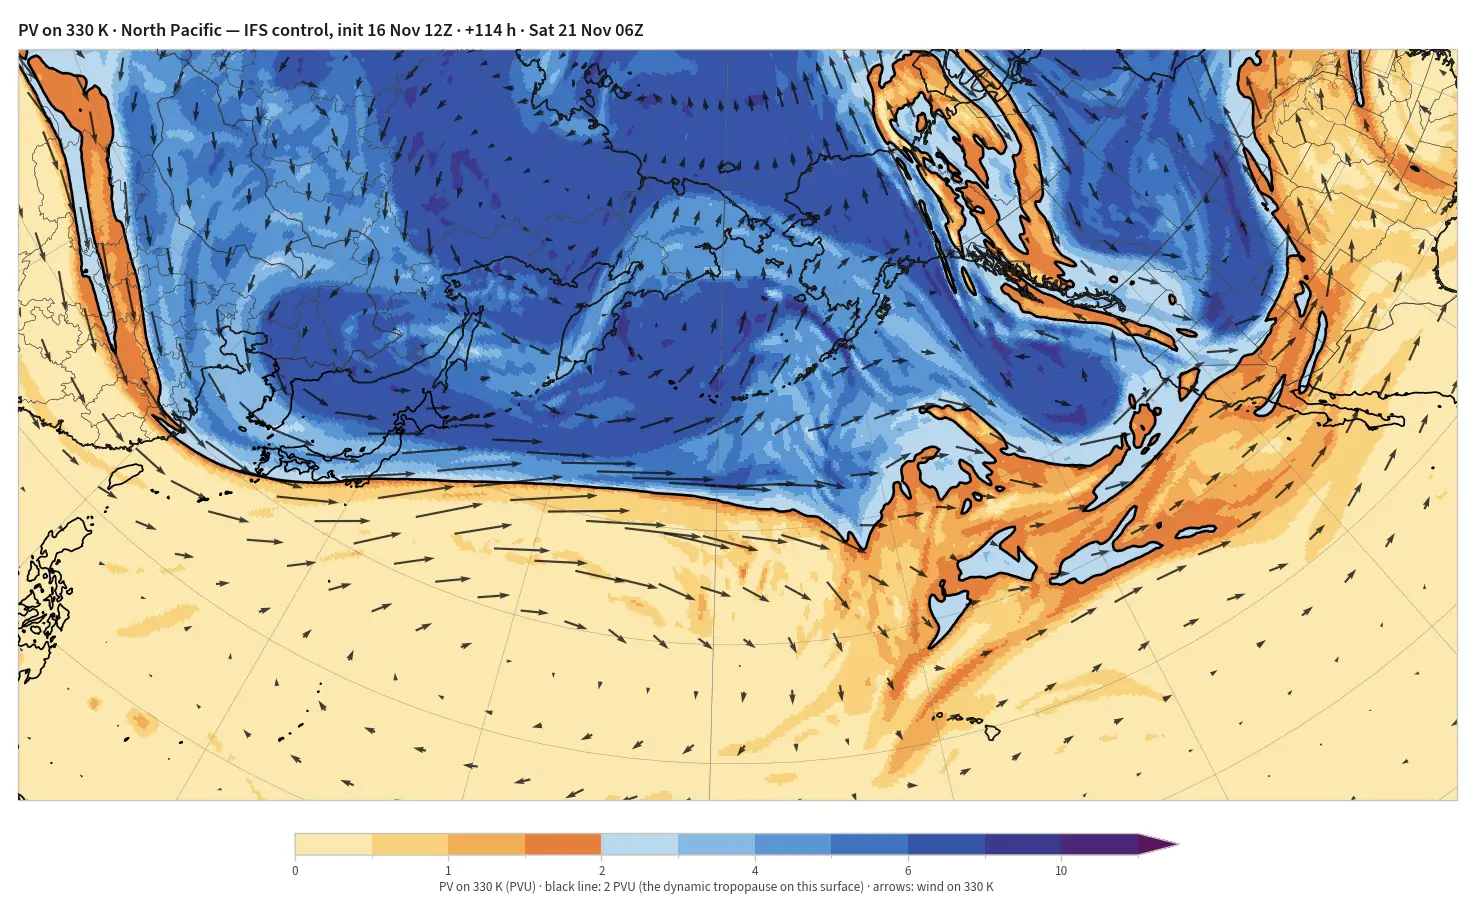 PV on 330 K · North Pacific — IFS control, init 16 Nov 12Z · +114 h · Sat 21 Nov 06Z
0 1 2 4 6 10
PV on 330 K (PVU) · black line: 2 PVU (the dynamic tropopause on this surface) · arrows: wind on 330 K